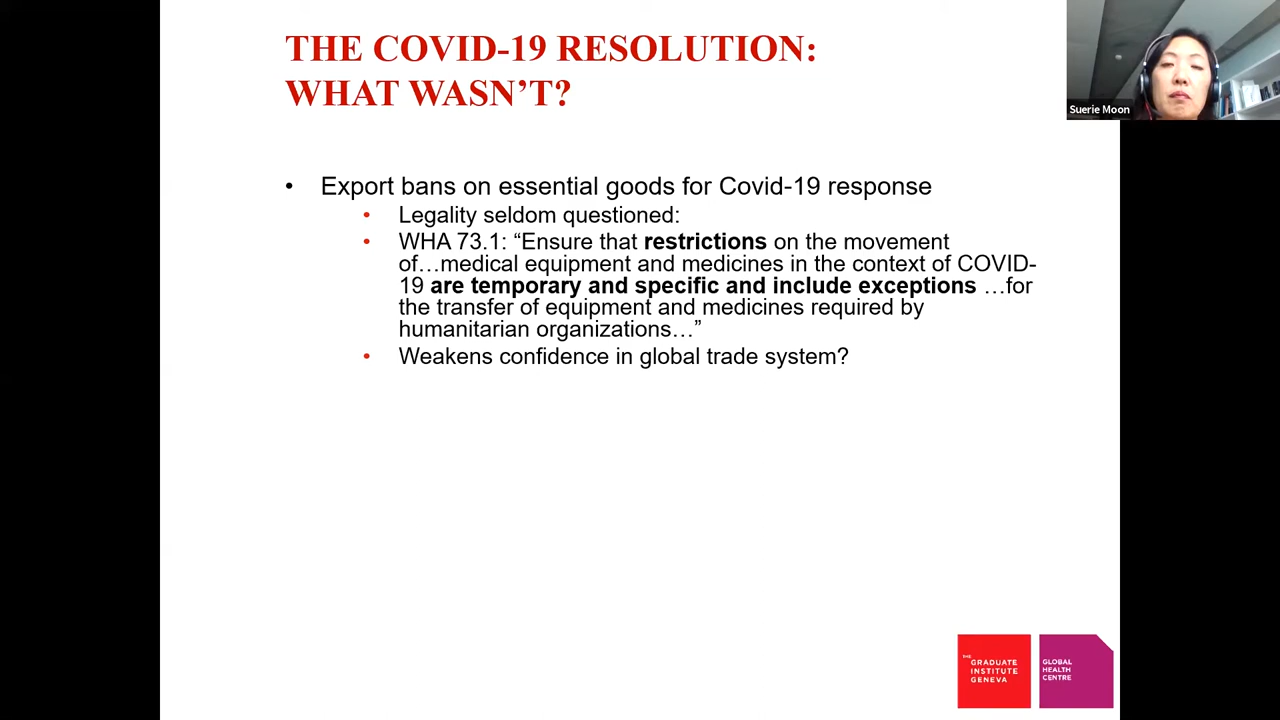 THE COVID-19 RESOLUTION:
WHAT WASN'T?
Suerie Moon
• Export bans on essential goods for Covid-19 response
• Legality seldom questioned:
• WHA 73.1: “Ensure that restrictions on the movement
of…medical equipment and medicines in the context of COVID-
19 are temporary and specific and include exceptions …for
the transfer of equipment and medicines required by
humanitarian organizations…”
• Weakens confidence in global trade system?
THE
GRADUATE
INSTITUTE
GENEVA
GLOBAL
HEALTH
CENTRE